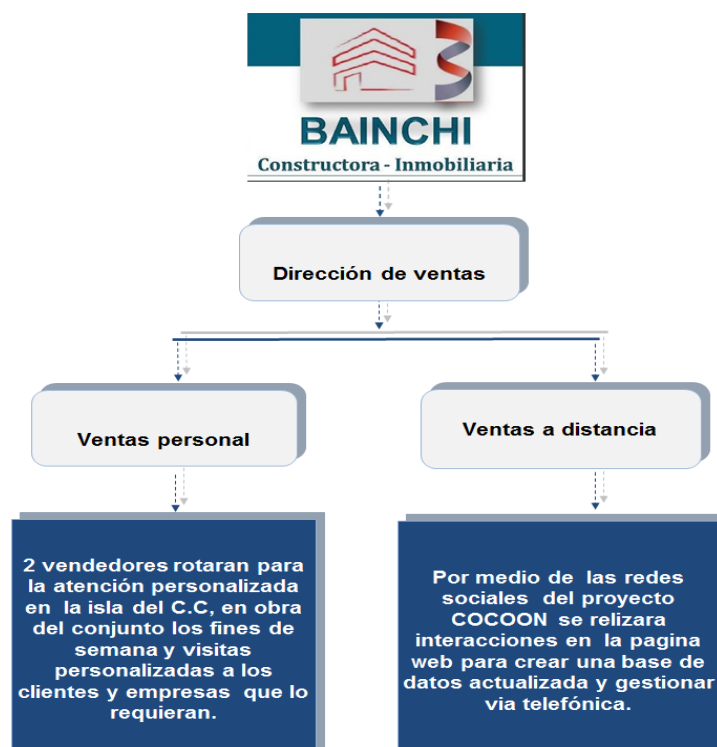 BAINCHI
Constructora - Inmobiliaria
Dirección de ventas
Ventas personal
Ventas a distancia
2 vendedores rotaran para
la atención personalizada
en la isla del C.C, en obra
del conjunto los fines de
semana y visitas
personalizadas a los
clientes y empresas que lo
requieran.
Por medio de las redes
sociales del proyecto
COCOON se relizara
interacciones en la pagina
web para crear una base de
datos actualizada y gestionar
via telefónica.